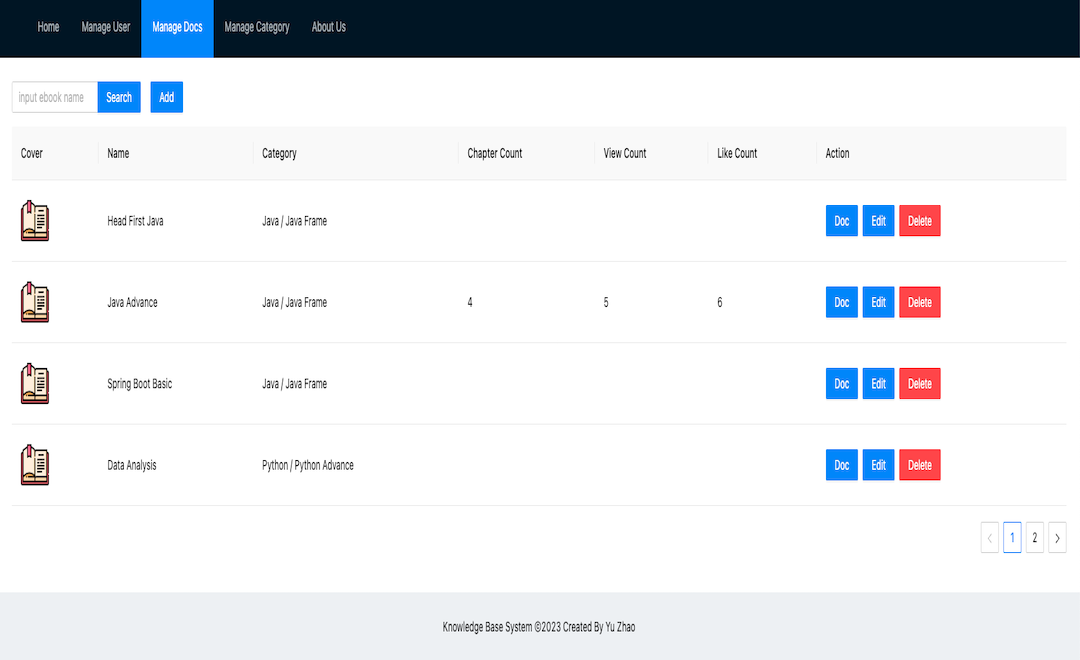 Home Manage User Manage Docs Manage Category About Us
input ebook name Search Add
Cover Name Category Chapter Count View Count Like Count Action
Head First Java Java / Java Frame Doc Edit Delete
Java Advance Java / Java Frame 4 5 6 Doc Edit Delete
Spring Boot Basic Java / Java Frame Doc Edit Delete
Data Analysis Python / Python Advance Doc Edit Delete
< 1 2 >
Knowledge Base System ©2023 Created By Yu Zhao